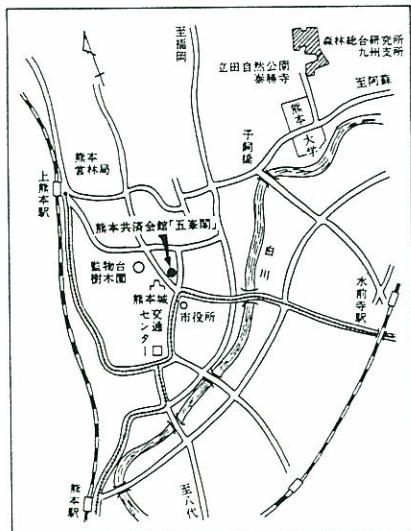 至福岡
森林総合研究所
九州支所
立田自然公園
泰勝寺
至阿蘇
熊本
大学
子飼橋
熊本
営林局
上熊本駅
熊本共済会館「五峯閣」
監物台
樹木園
熊本城
白川
水前寺駅
市役所
交通
センター
熊本駅
至八代